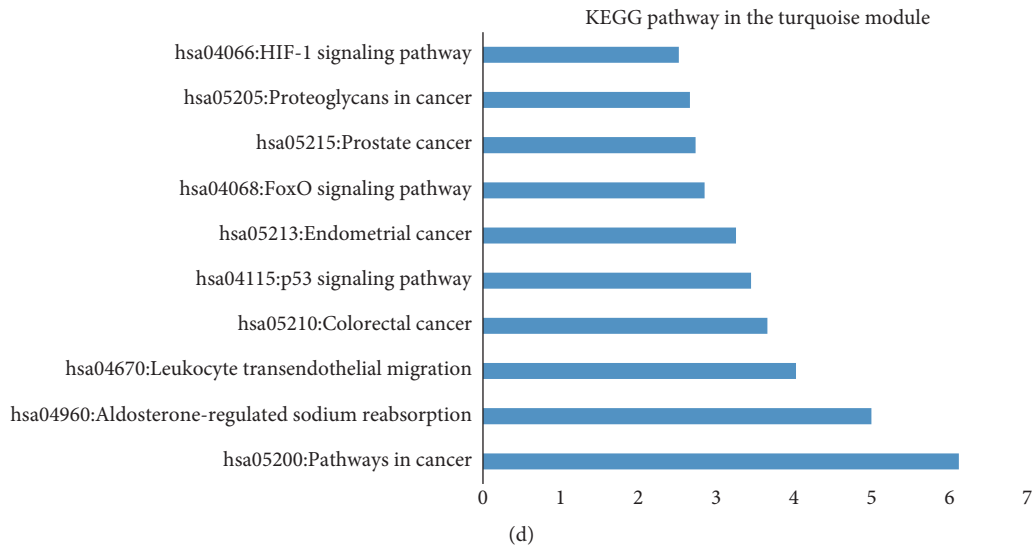 KEGG pathway in the turquoise module
hsa04066:HIF-1 signaling pathway
hsa05205:Proteoglycans in cancer
hsa05215:Prostate cancer
hsa04068:FoxO signaling pathway
hsa05213:Endometrial cancer
hsa04115:p53 signaling pathway
hsa05210:Colorectal cancer
hsa04670:Leukocyte transendothelial migration
hsa04960:Aldosterone-regulated sodium reabsorption
hsa05200:Pathways in cancer
0 1 2 3 4 5 6 7
(d)